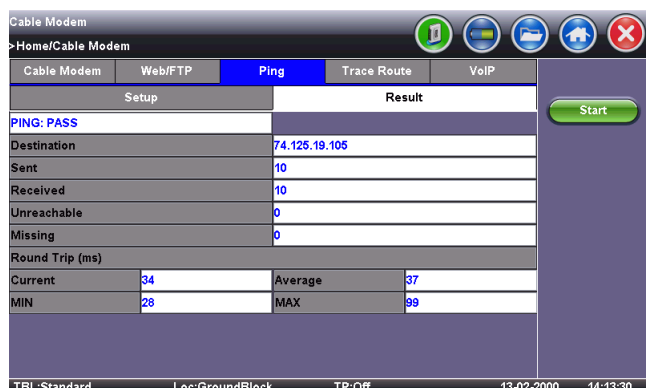 Cable Modem
>Home/Cable Modem
Cable Modem Web/FTP Ping Trace Route VoIP
Setup Result
Start
PING: PASS
Destination 74.125.19.105
Sent 10
Received 10
Unreachable 0
Missing 0
Round Trip (ms)
Current 34 Average 37
MIN 28 MAX 99
TBL:Standard Loc:GroundBlock TP:Off 13-02-2000 14:13:30